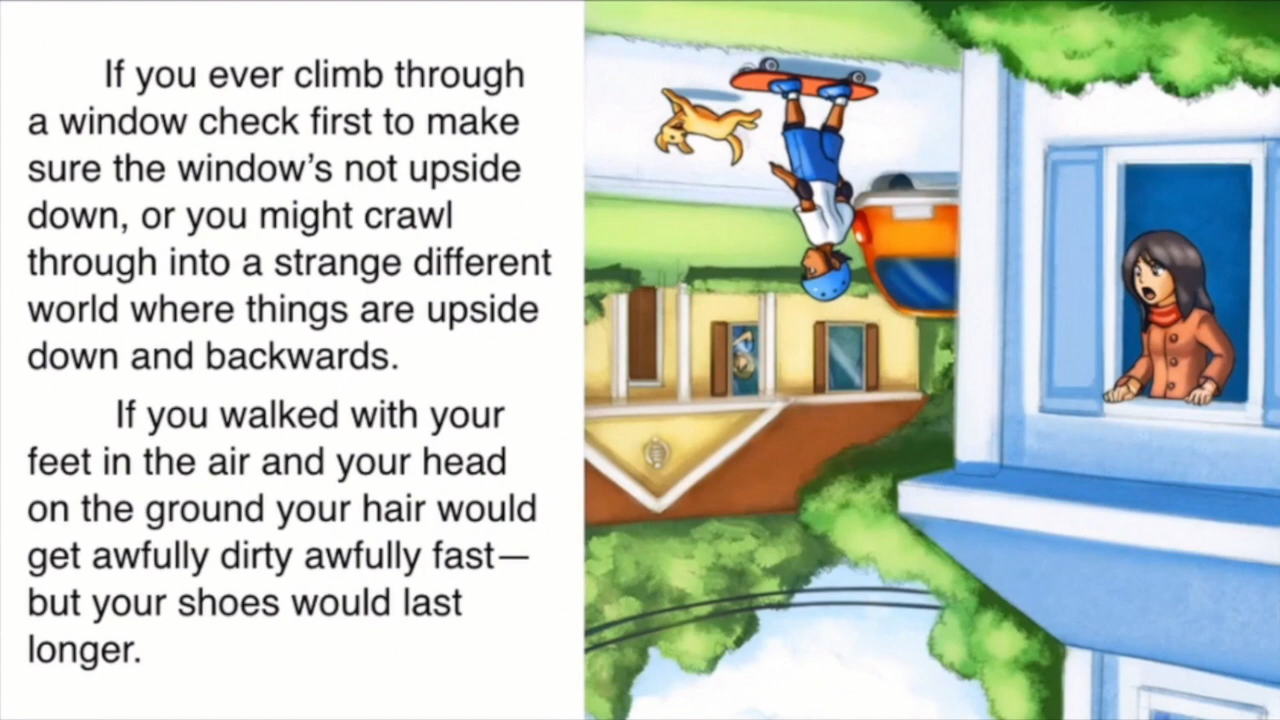 If you ever climb through
a window check first to make
sure the window’s not upside
down, or you might crawl
through into a strange different
world where things are upside
down and backwards.
If you walked with your
feet in the air and your head
on the ground your hair would
get awfully dirty awfully fast—
but your shoes would last
longer.